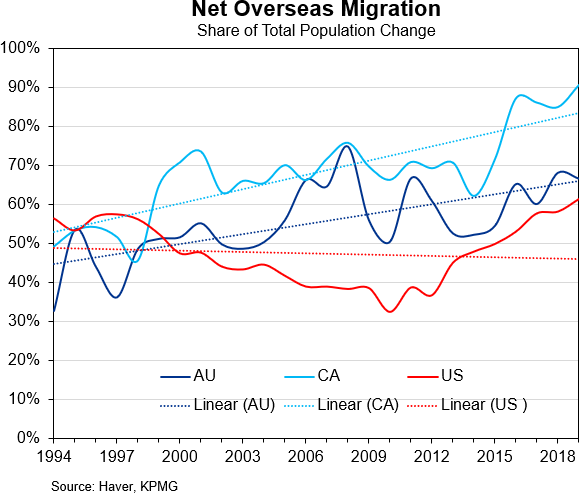 Net Overseas Migration
Share of Total Population Change
100%
90%
80%
70%
60%
50%
40%
30%
20%
10%
0%
AU CA US
Linear (AU) Linear (CA) Linear (US )
1994 1997 2000 2003 2006 2009 2012 2015 2018
Source: Haver, KPMG